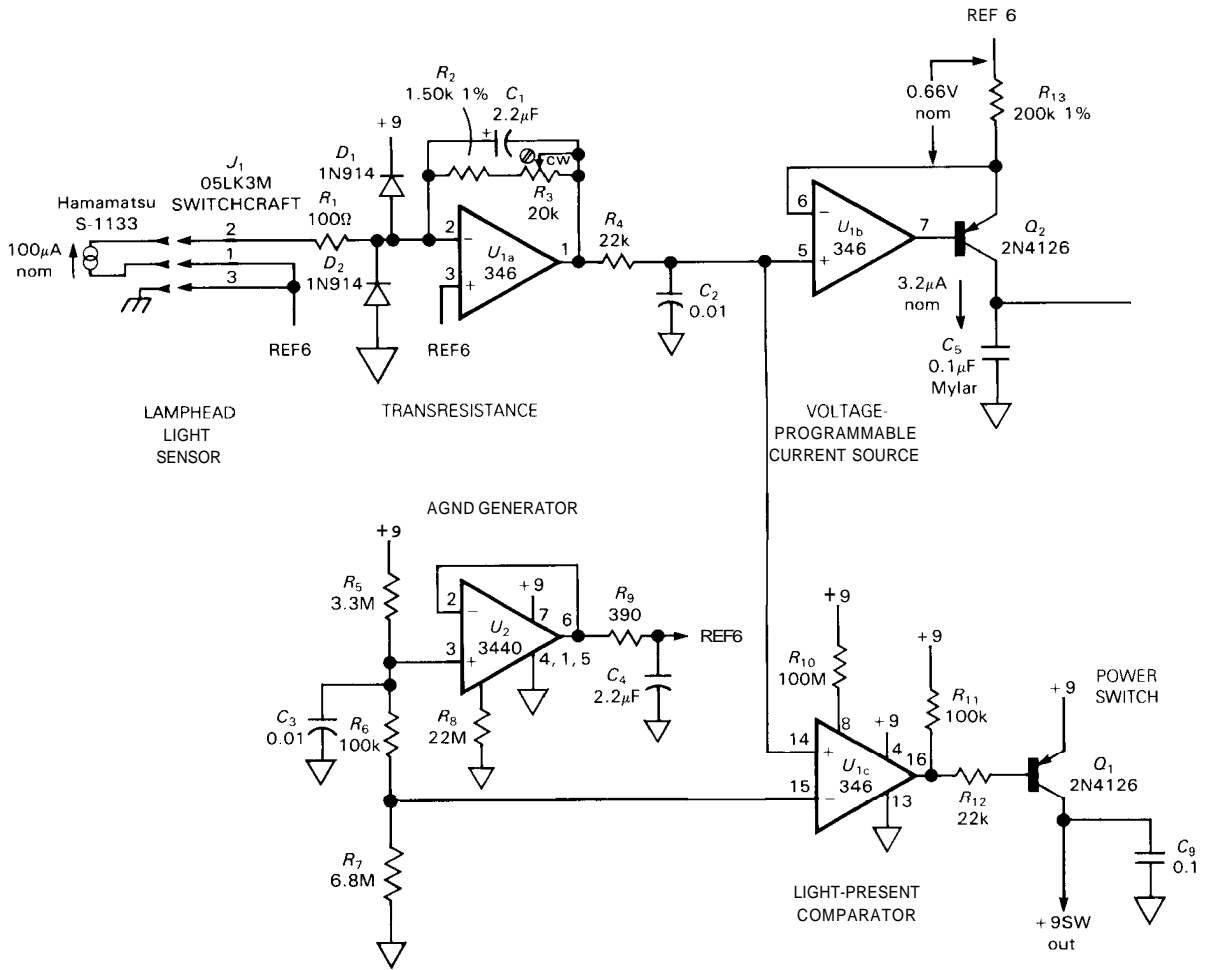 REF 6
R2
1.50k 1%
C1
2.2µF
0.66V
nom
R13
200k 1%
+9
D1
1N914
+
CW
R3
20k
J1
05LK3M
SWITCHCRAFT
Hamamatsu
S-1133
R1
100Ω
100µA
nom
2
1
3
D2
1N914
2
−
U1a
346
3
+
1
R4
22k
6
−
U1b
346
5
+
7
Q2
2N4126
3.2µA
nom
C2
0.01
REF6
REF6
C5
0.1µF
Mylar
LAMPHEAD
LIGHT
SENSOR
TRANSRESISTANCE
VOLTAGE-
PROGRAMMABLE
CURRENT SOURCE
AGND GENERATOR
+9
R5
3.3M
+9
2
−
7
6
U2
3440
3
+
4, 1, 5
R9
390
REF6
C4
2.2µF
C3
0.01
R6
100k
R8
22M
+9
R10
100M
+9
R11
100k
POWER
SWITCH
+9
8
+9
4
14
+
16
U1c
346
15
−
13
R12
22k
Q1
2N4126
R7
6.8M
C9
0.1
LIGHT-PRESENT
COMPARATOR
+9SW
out